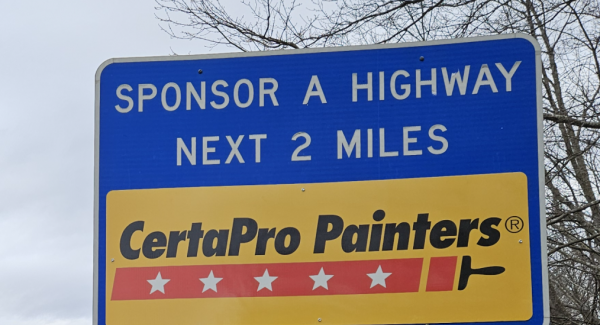 SPONSOR A HIGHWAY
NEXT 2 MILES
CertaPro Painters®